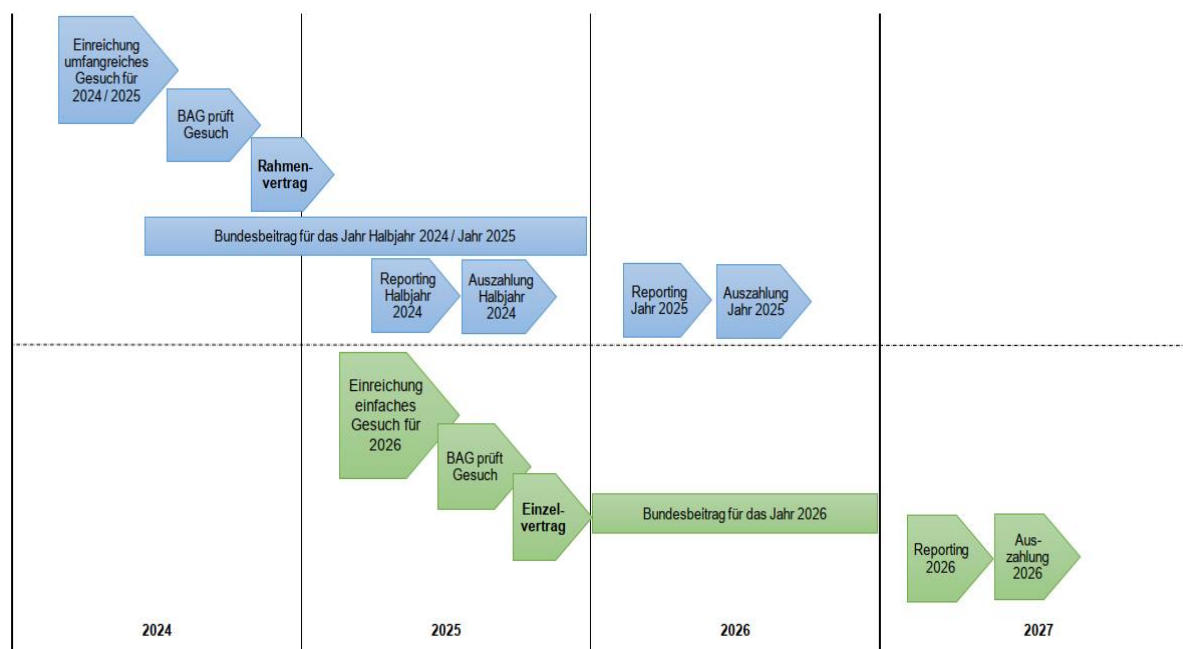 Einreichung
umfangreiches
Gesuch für
2024 / 2025
BAG prüft
Gesuch
Rahmen-
vertrag
Bundesbeitrag für das Jahr Halbjahr 2024 / Jahr 2025
Reporting
Halbjahr
2024
Auszahlung
Halbjahr
2024
Reporting
Jahr 2025
Auszahlung
Jahr 2025
Einreichung
einfaches
Gesuch für
2026
BAG prüft
Gesuch
Einzel-
vertrag
Bundesbeitrag für das Jahr 2026
Reporting
2026
Aus-
zahlung
2026
2024
2025
2026
2027